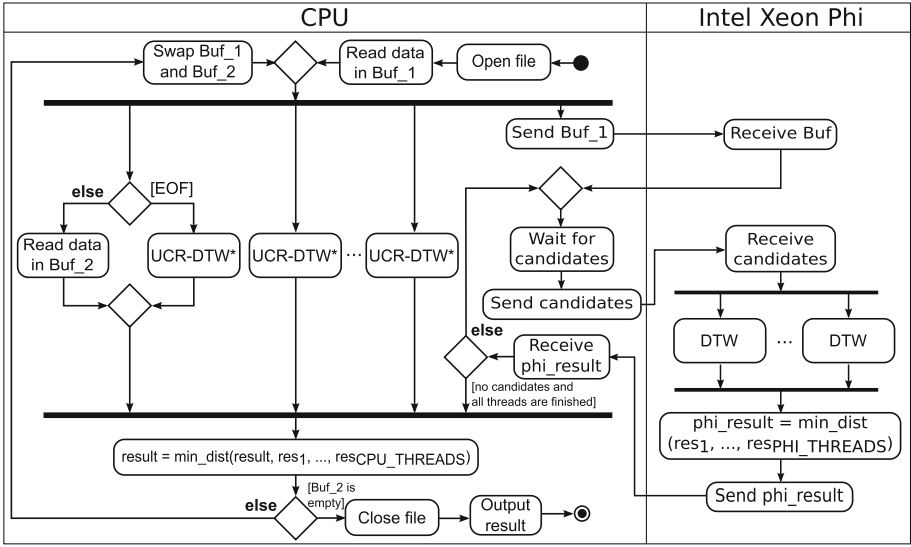 CPU
Intel Xeon Phi
Swap Buf_1
and Buf_2
Read data
in Buf_1
Open file
Send Buf_1
Receive Buf
else
[EOF]
Read data
in Buf_2
UCR-DTW*
UCR-DTW*
...
UCR-DTW*
Wait for
candidates
Send candidates
Receive
candidates
DTW
...
DTW
else
Receive
phi_result
[no candidates and
all threads are finished]
phi_result = min_dist
(res1, ..., resPHI_THREADS)
Send phi_result
result = min_dist(result, res1, ..., resCPU_THREADS)
else
[Buf_2 is
empty]
Close file
Output
result